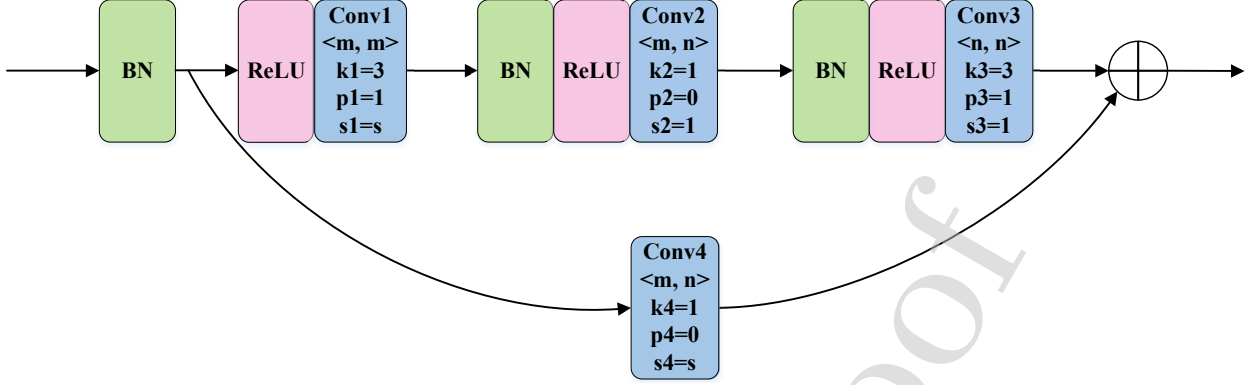 BN
ReLU
Conv1
<m, m>
k1=3
p1=1
s1=s
BN
ReLU
Conv2
<m, n>
k2=1
p2=0
s2=1
BN
ReLU
Conv3
<n, n>
k3=3
p3=1
s3=1
Conv4
<m, n>
k4=1
p4=0
s4=s
oof